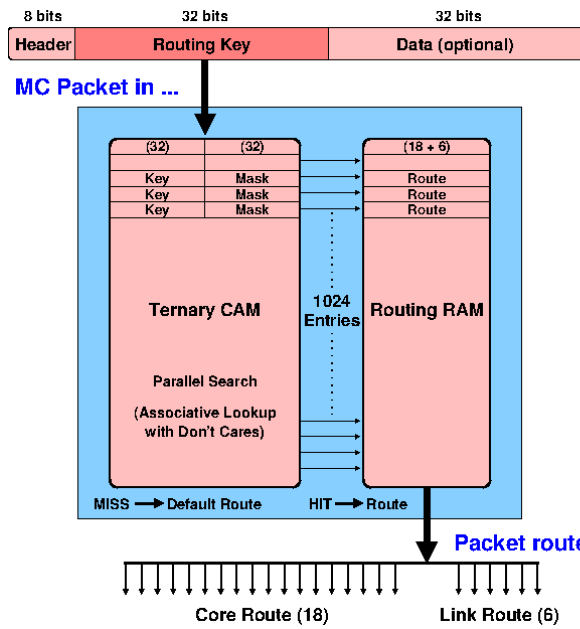 8 bits 32 bits 32 bits
Header Routing Key Data (optional)
MC Packet in ...
(32) (32) (18 + 6)
Key Mask Route
Key Mask Route
Key Mask Route
Ternary CAM 1024 Entries Routing RAM
Parallel Search
(Associative Lookup
with Don't Cares)
MISS Default Route HIT Route
Packet route
Core Route (18) Link Route (6)